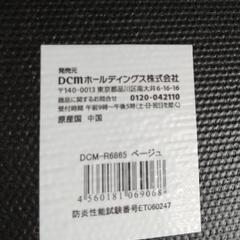 発売元
DCMホールディングス株式会社
〒140-0013 東京都品川区南大井6-16-16
商品に関するお問合せ 0120-042110
受付時間 午前9時～午後5時(土・日・祝日を除く)
原産国 中国
DCM-R6865 ベージュ
4560181069068
防炎性能試験番号ET060247